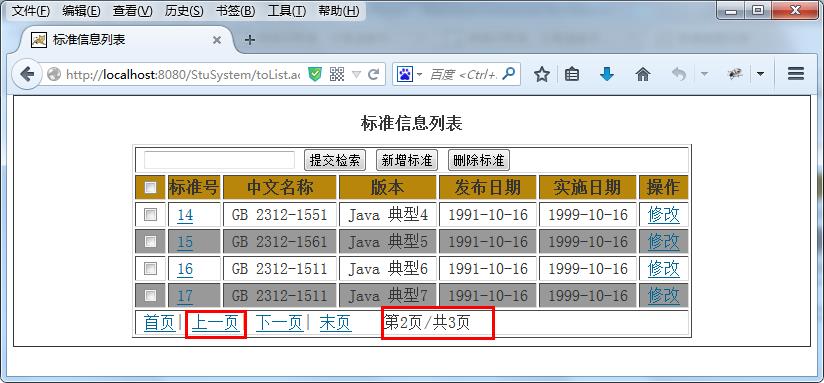 文件(F) 编辑(E) 查看(V) 历史(S) 书签(B) 工具(T) 帮助(H)
标准信息列表
http://localhost:8080/StuSystem/toList.ac
百度 <Ctrl+.
标准信息列表
提交检索 新增标准 删除标准
标准号 中文名称 版本 发布日期 实施日期 操作
14 GB 2312-1551 Java 典型4 1991-10-16 1999-10-16 修改
15 GB 2312-1561 Java 典型5 1991-10-16 1999-10-16 修改
16 GB 2312-1511 Java 典型6 1991-10-16 1999-10-16 修改
17 GB 2312-1511 Java 典型7 1991-10-16 1999-10-16 修改
首页| 上一页 下一页| 末页 第2页/共3页